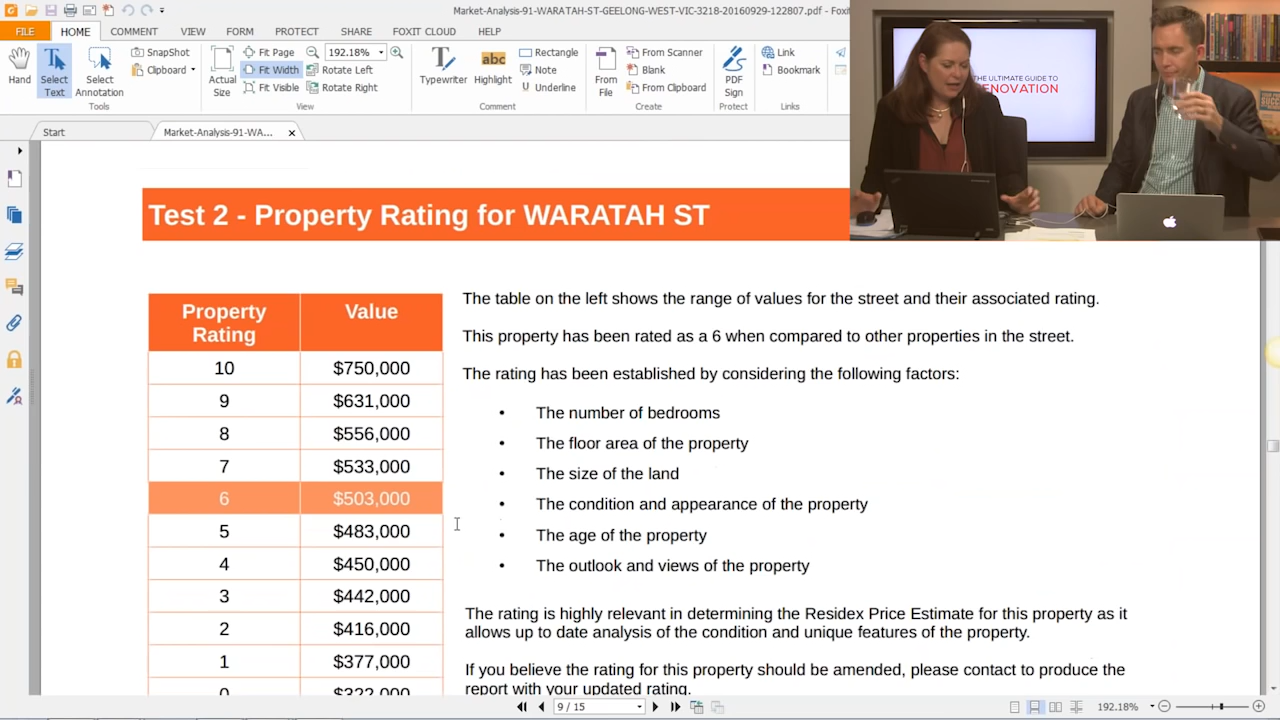 Market-Analysis-91-WARATAH-ST-GEELONG-WEST-VIC-3218-20160929-122807.pdf - Foxit
FILE HOME COMMENT VIEW FORM PROTECT SHARE FOXIT CLOUD HELP
Hand
Select Text
Select Annotation
SnapShot
Clipboard
Tools
Actual Size
Fit Page
Fit Width
Fit Visible
192.18%
Rotate Left
Rotate Right
View
Typewriter
Highlight
Rectangle
Note
Underline
Comment
From File
From Scanner
Blank
From Clipboard
Create
PDF Sign
Protect
Link
Bookmark
Links
THE ULTIMATE GUIDE TO
RENOVATION
Start
Market-Analysis-91-WA...
Test 2 - Property Rating for WARATAH ST
Property Rating Value
10 $750,000
9 $631,000
8 $556,000
7 $533,000
6 $503,000
5 $483,000
4 $450,000
3 $442,000
2 $416,000
1 $377,000
0 $322,000
The table on the left shows the range of values for the street and their associated rating.
This property has been rated as a 6 when compared to other properties in the street.
The rating has been established by considering the following factors:
• The number of bedrooms
• The floor area of the property
• The size of the land
• The condition and appearance of the property
• The age of the property
• The outlook and views of the property
The rating is highly relevant in determining the Residex Price Estimate for this property as it
allows up to date analysis of the condition and unique features of the property.
If you believe the rating for this property should be amended, please contact to produce the
report with your updated rating.
9 / 15
192.18%